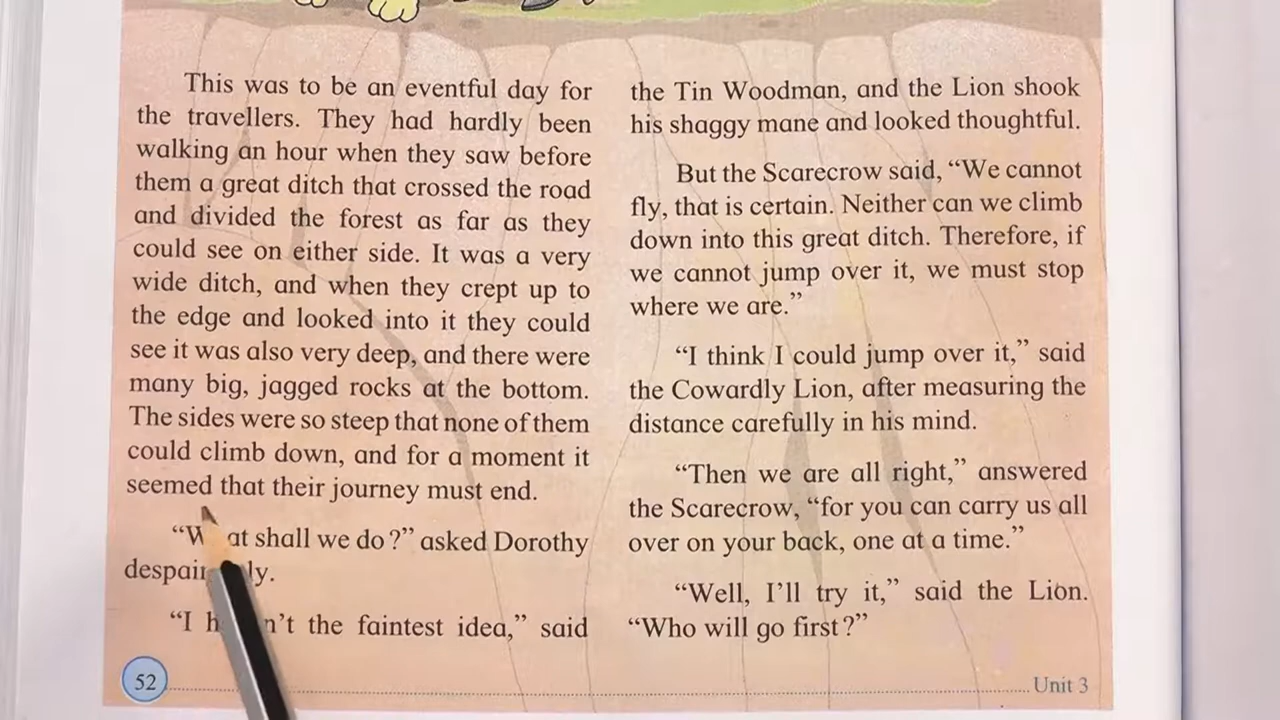 This was to be an eventful day for
the travellers. They had hardly been
walking an hour when they saw before
them a great ditch that crossed the road
and divided the forest as far as they
could see on either side. It was a very
wide ditch, and when they crept up to
the edge and looked into it they could
see it was also very deep, and there were
many big, jagged rocks at the bottom.
The sides were so steep that none of them
could climb down, and for a moment it
seemed that their journey must end.
“What shall we do?” asked Dorothy
despairingly.
“I haven’t the faintest idea,” said
the Tin Woodman, and the Lion shook
his shaggy mane and looked thoughtful.
But the Scarecrow said, “We cannot
fly, that is certain. Neither can we climb
down into this great ditch. Therefore, if
we cannot jump over it, we must stop
where we are.”
“I think I could jump over it,” said
the Cowardly Lion, after measuring the
distance carefully in his mind.
“Then we are all right,” answered
the Scarecrow, “for you can carry us all
over on your back, one at a time.”
“Well, I’ll try it,” said the Lion.
“Who will go first?”
52
Unit 3